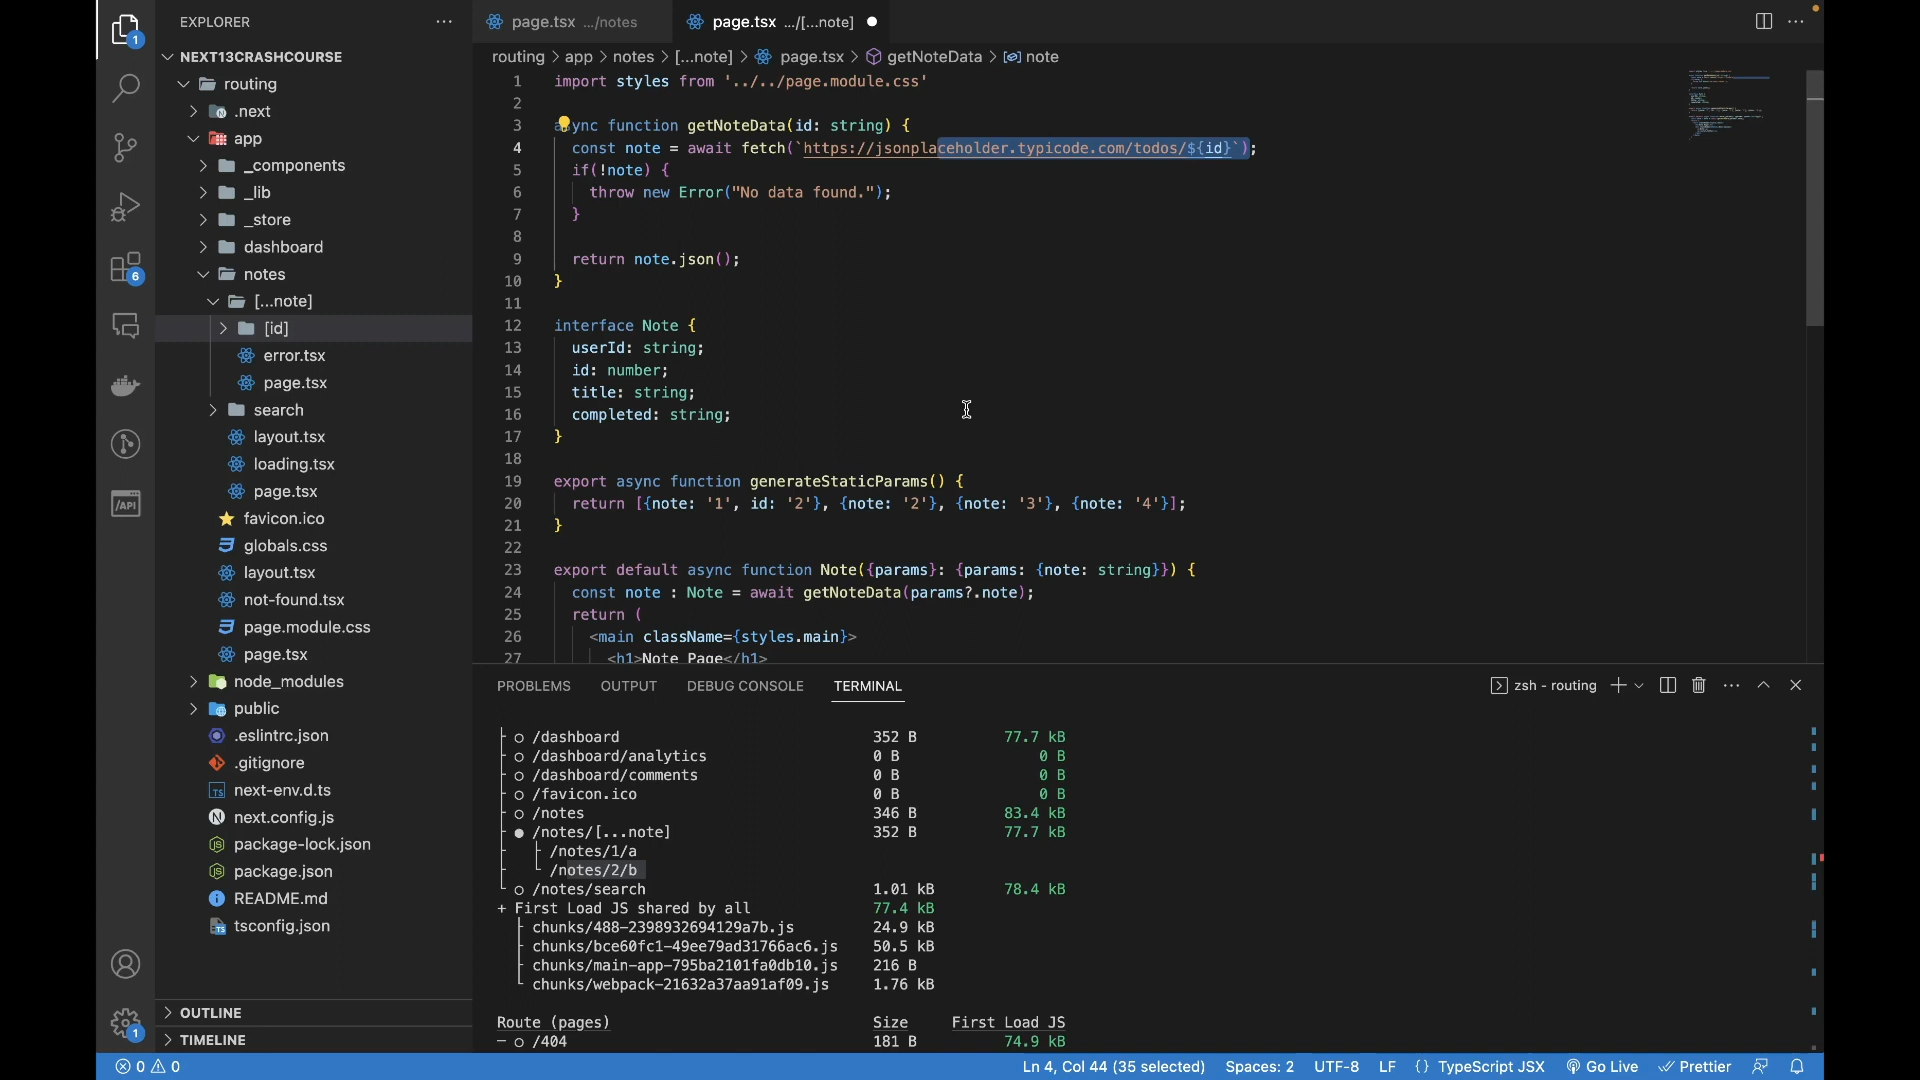 EXPLORER
NEXT13CRASHCOURSE
routing
.next
app
_components
_lib
_store
dashboard
notes
[...note]
[id]
error.tsx
page.tsx
search
layout.tsx
loading.tsx
page.tsx
favicon.ico
globals.css
layout.tsx
not-found.tsx
page.module.css
page.tsx
node_modules
public
.eslintrc.json
.gitignore
next-env.d.ts
next.config.js
package-lock.json
package.json
README.md
tsconfig.json
OUTLINE
TIMELINE
1
6
/API
1
page.tsx .../notes
page.tsx .../[...note]
routing > app > notes > [...note] > page.tsx > getNoteData > note
1 import styles from '../../page.module.css'
2
3 async function getNoteData(id: string) {
4 const note = await fetch(`https://jsonplaceholder.typicode.com/todos/${id}`);
5 if(!note) {
6 throw new Error("No data found.");
7 }
8
9 return note.json();
10 }
11
12 interface Note {
13 userId: string;
14 id: number;
15 title: string;
16 completed: string;
17 }
18
19 export async function generateStaticParams() {
20 return [{note: '1', id: '2'}, {note: '2'}, {note: '3'}, {note: '4'}];
21 }
22
23 export default async function Note({params}: {params: {note: string}}) {
24 const note : Note = await getNoteData(params?.note);
25 return (
26 <main className={styles.main}>
27 <h1>Note Page</h1>
PROBLEMS OUTPUT DEBUG CONSOLE TERMINAL
zsh - routing
├ ○ /dashboard 352 B 77.7 kB
├ ○ /dashboard/analytics 0 B 0 B
├ ○ /dashboard/comments 0 B 0 B
├ ○ /favicon.ico 0 B 0 B
├ ○ /notes 346 B 83.4 kB
├ ● /notes/[...note] 352 B 77.7 kB
├ ├ /notes/1/a
├ └ /notes/2/b
└ ○ /notes/search 1.01 kB 78.4 kB
+ First Load JS shared by all 77.4 kB
├ chunks/488-2398932694129a7b.js 24.9 kB
├ chunks/bce60fc1-49ee79ad31766ac6.js 50.5 kB
├ chunks/main-app-795ba2101fa0db10.js 216 B
└ chunks/webpack-21632a37aa91af09.js 1.76 kB
Route (pages) Size First Load JS
─ ○ /404 181 B 74.9 kB
0 0
Ln 4, Col 44 (35 selected) Spaces: 2 UTF-8 LF {} TypeScript JSX Go Live Prettier